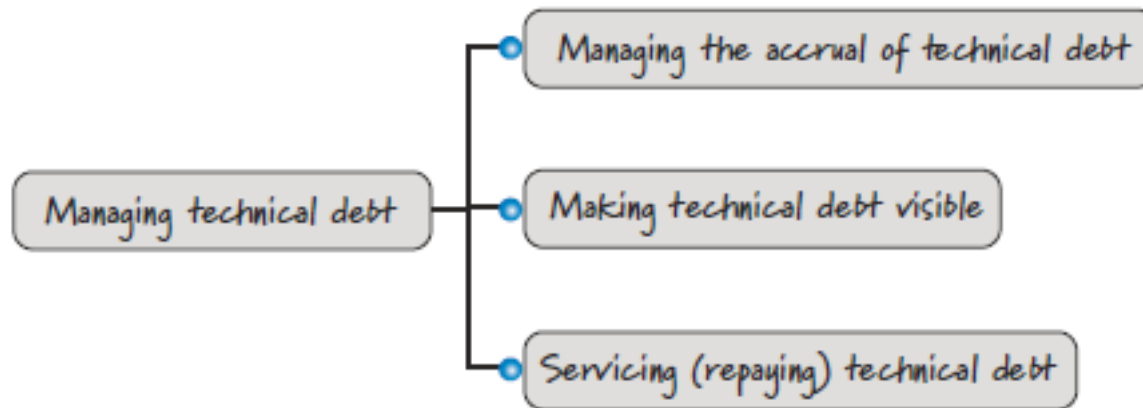 Managing the accrual of technical debt
Managing technical debt
Making technical debt visible
Servicing (repaying) technical debt